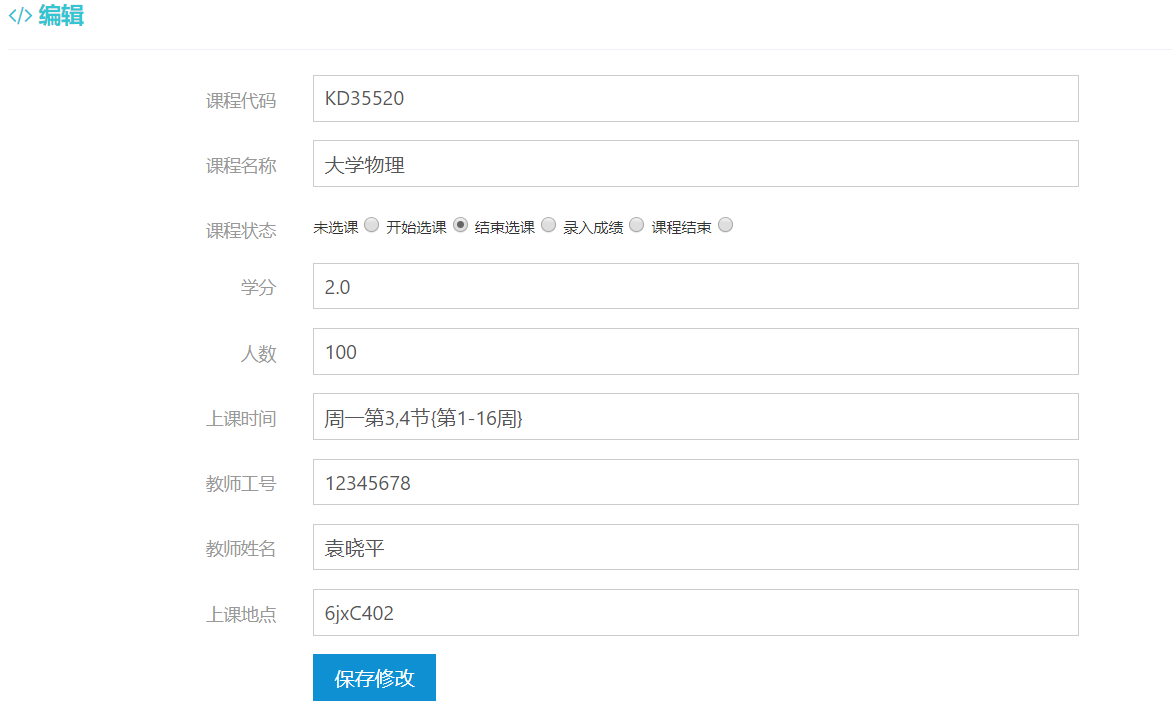 </> 编辑
课程代码 KD35520
课程名称 大学物理
课程状态 未选课 开始选课 结束选课 录入成绩 课程结束
学分 2.0
人数 100
上课时间 周一第3,4节{第1-16周}
教师工号 12345678
教师姓名 袁晓平
上课地点 6jxC402
保存修改